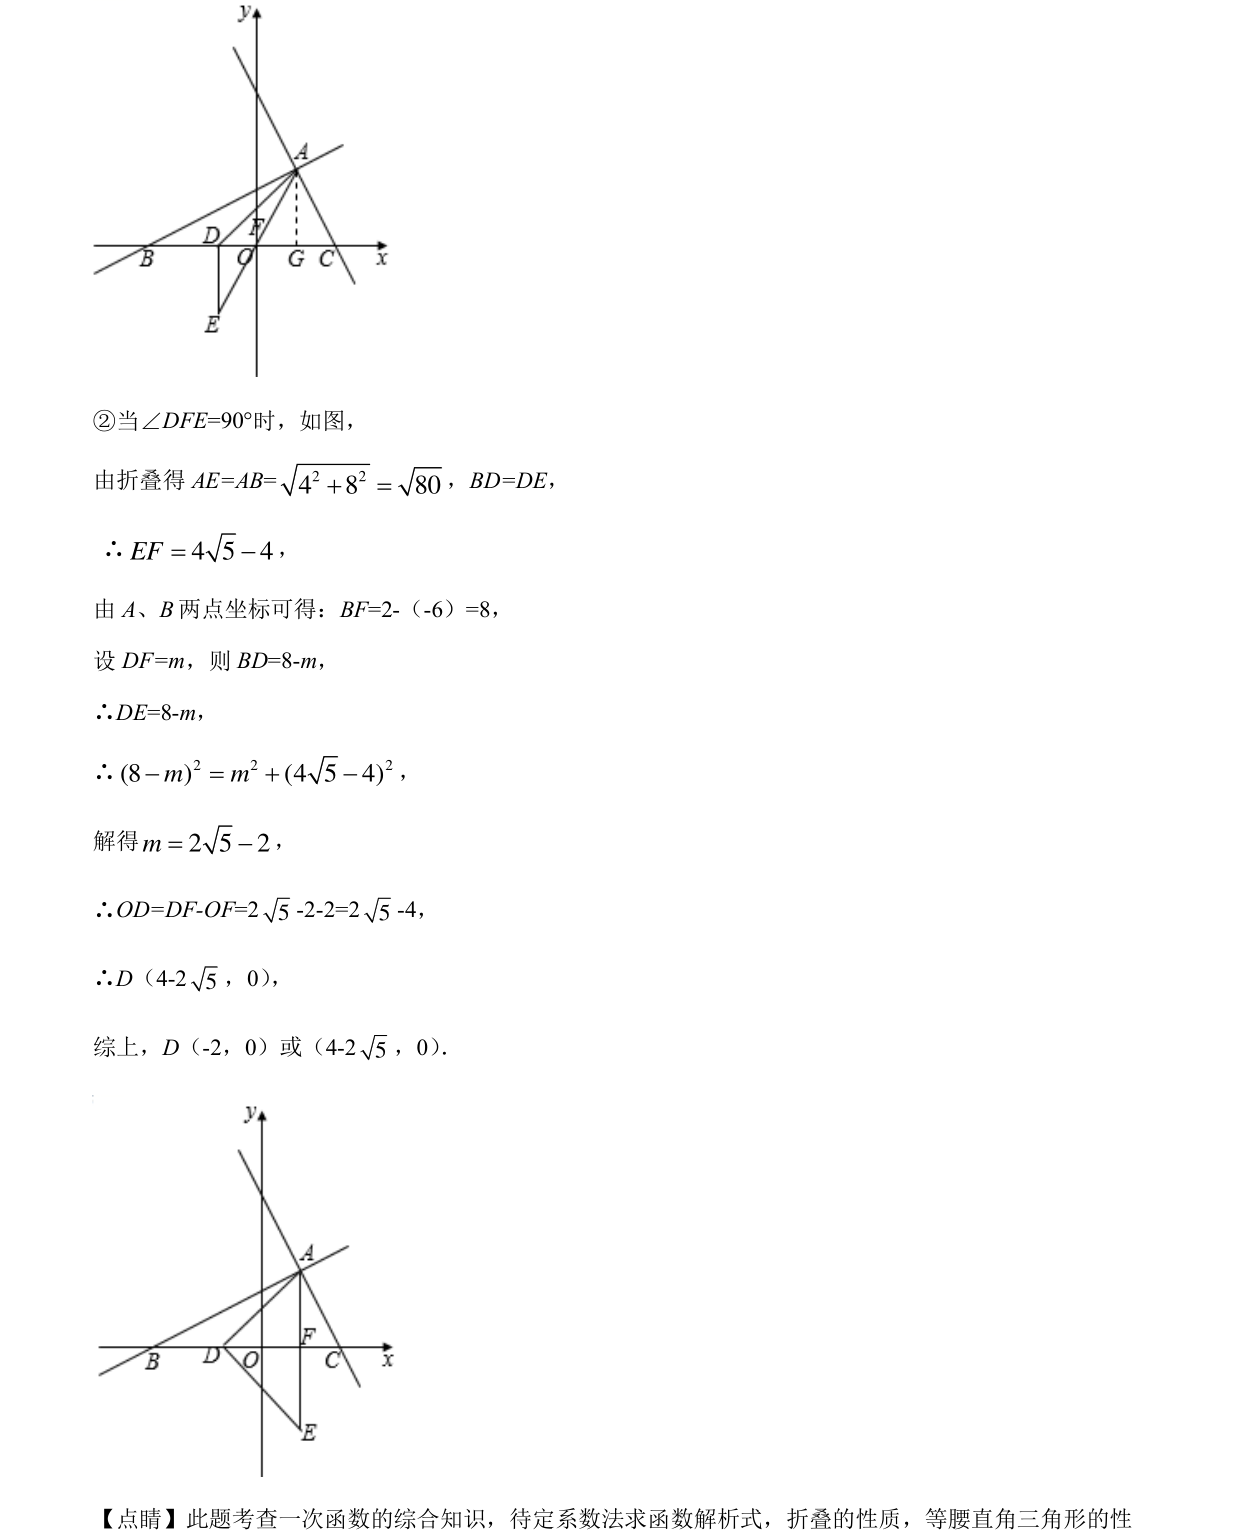 y
A
D
F
B
O
G
C
x
E
②当∠DFE=90°时，如图，
由折叠得 AE=AB=√(4²+8²)=√80，BD=DE，
∴EF=4√5−4，
由 A、B 两点坐标可得：BF=2-（-6）=8，
设 DF=m，则 BD=8-m，
∴DE=8-m，
∴(8−m)²=m²+(4√5−4)²，
解得m=2√5−2，
∴OD=DF-OF=2√5-2-2=2√5-4，
∴D（4-2√5，0），
综上，D（-2，0）或（4-2√5，0）.
y
A
F
B
D
O
C
x
E
【点睛】此题考查一次函数的综合知识，待定系数法求函数解析式，折叠的性质，等腰直角三角形的性